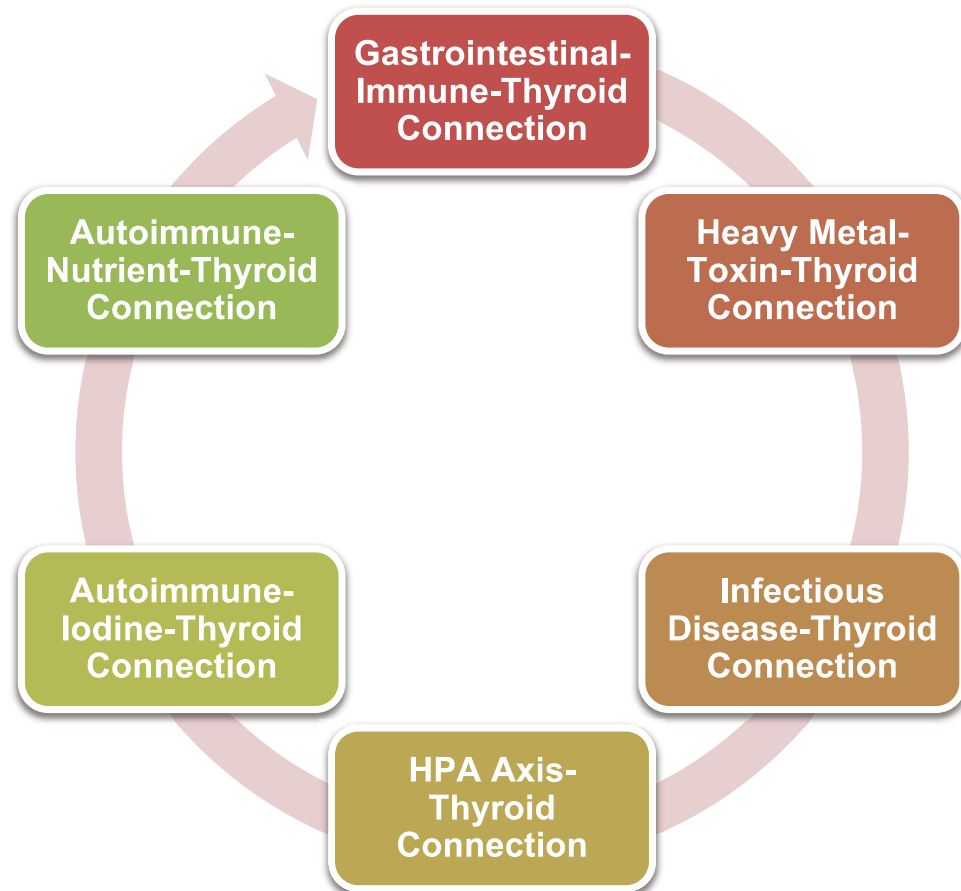 Gastrointestinal-
Immune-Thyroid
Connection
Heavy Metal-
Toxin-Thyroid
Connection
Infectious
Disease-Thyroid
Connection
HPA Axis-
Thyroid
Connection
Autoimmune-
Iodine-Thyroid
Connection
Autoimmune-
Nutrient-Thyroid
Connection